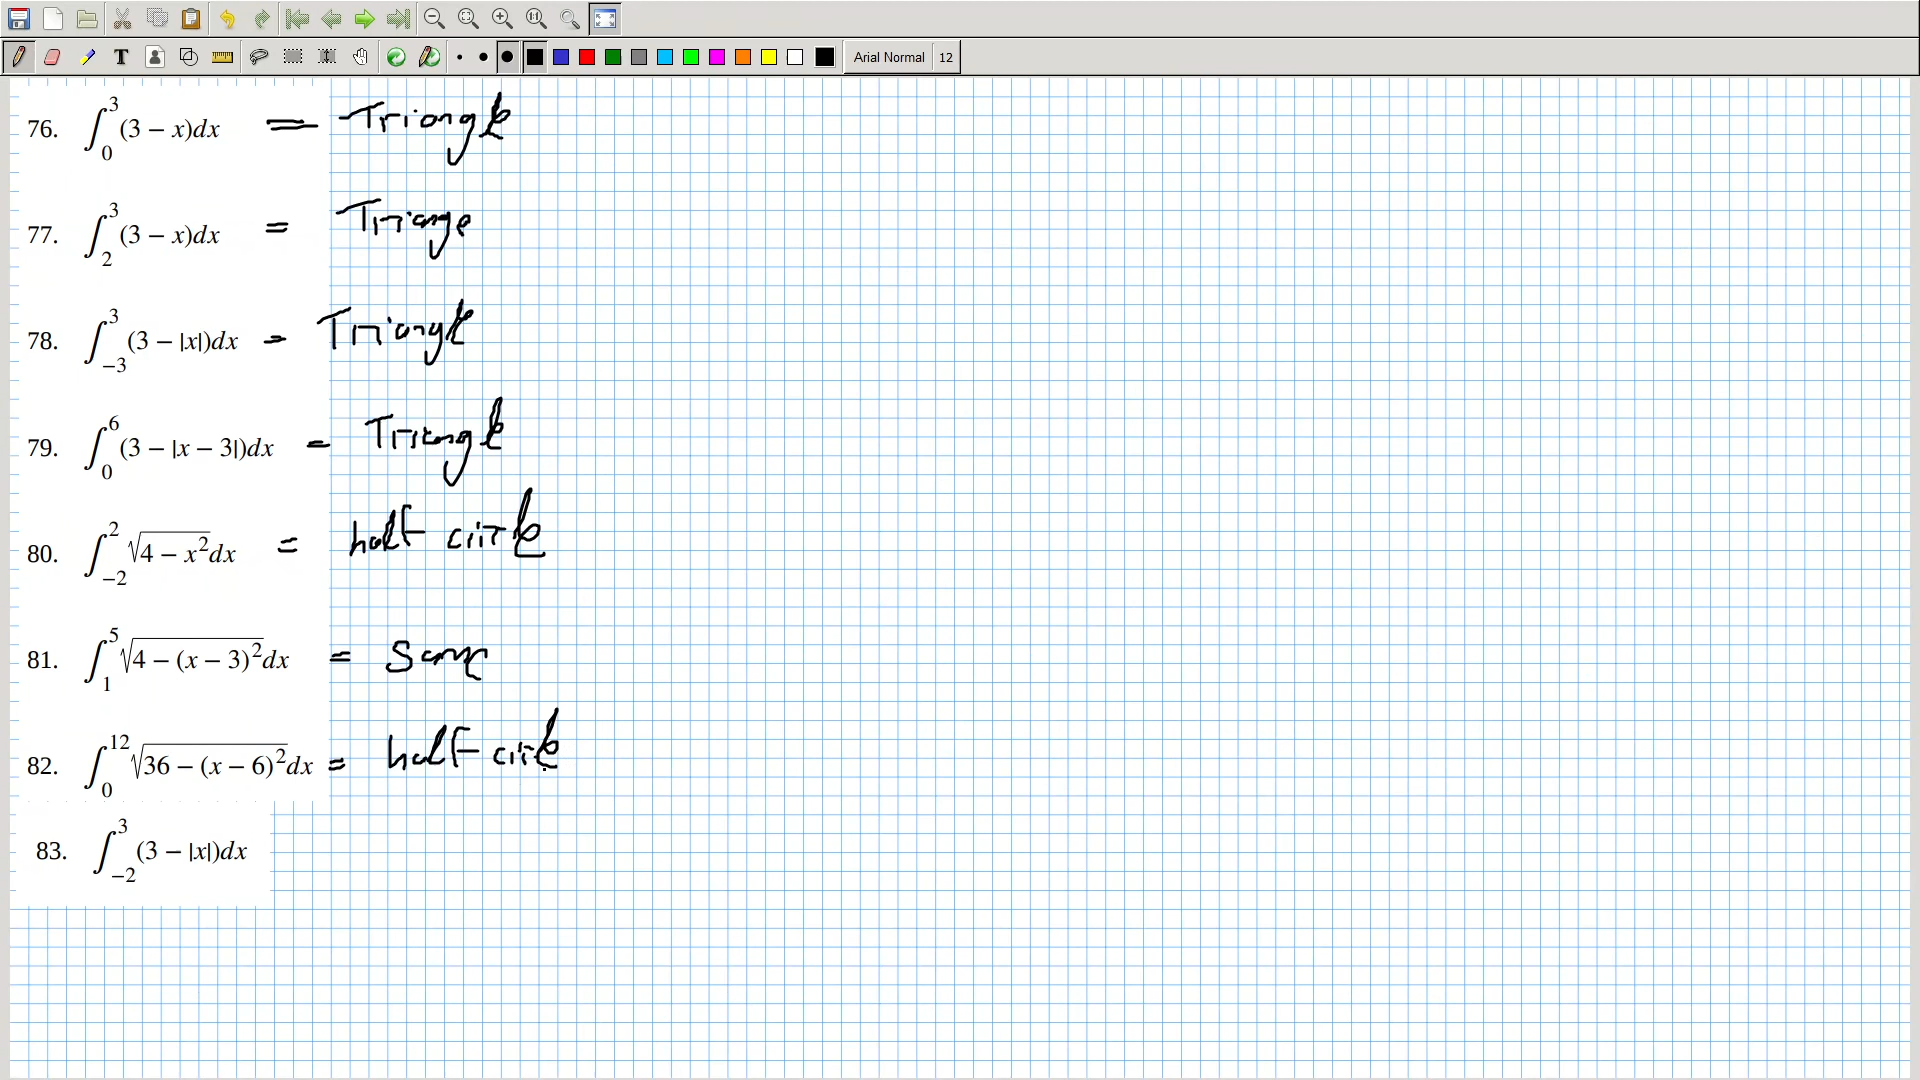 Arial Normal 12
76. ∫₀³ (3 − x)dx = Triangle
77. ∫₂³ (3 − x)dx = Triange
78. ∫₋₃³ (3 − |x|)dx = Triangle
79. ∫₀⁶ (3 − |x − 3|)dx = Triangle
80. ∫₋₂² √(4 − x²)dx = half circle
81. ∫₁⁵ √(4 − (x − 3)²)dx = Same
82. ∫₀¹² √(36 − (x − 6)²)dx = half circle
83. ∫₋₂³ (3 − |x|)dx